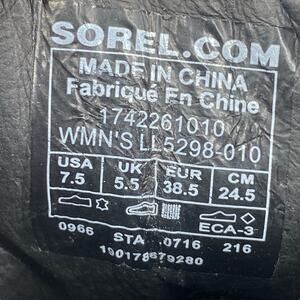 SOREL.COM
MADE IN CHINA
Fabriqué En Chine
1742261010
WMN'S LL5298-010
USA UK EUR CM
7.5 5.5 38.5 24.5
ECA-3
0966 STA 0716 216
190178679280